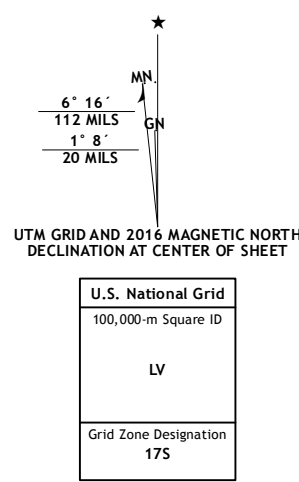 ★
MN
6° 16´
112 MILS
GN
1° 8´
20 MILS
UTM GRID AND 2016 MAGNETIC NORTH
DECLINATION AT CENTER OF SHEET
U.S. National Grid
100,000-m Square ID
LV
Grid Zone Designation
17S